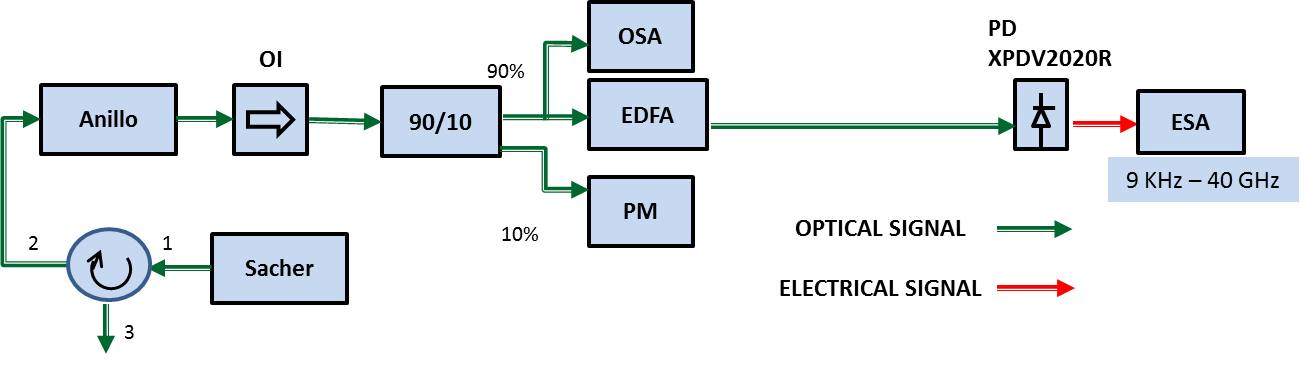 PD
XPDV2020R
OSA
OI
90%
Anillo
90/10
EDFA
ESA
9 KHz – 40 GHz
PM
10%
OPTICAL SIGNAL
2
1
Sacher
ELECTRICAL SIGNAL
3